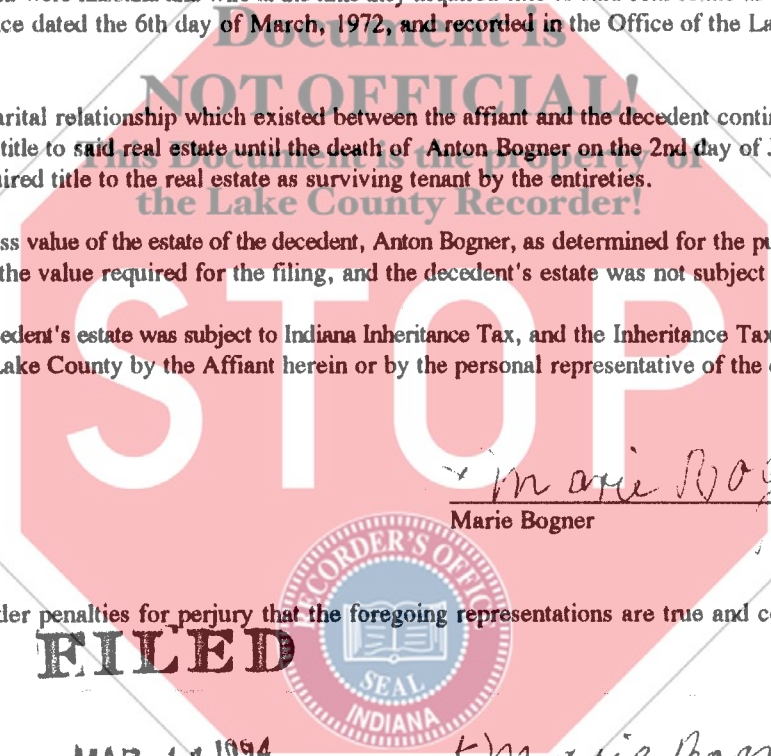 Document is
ce dated the 6th day of March, 1972, and recorded in the Office of the La
NOT OFFICIAL!
arital relationship which existed between the affiant and the decedent contin
This Document is the property of
title to said real estate until the death of Anton Bogner on the 2nd day of
ired title to the real estate as surviving tenant by the entireties.
the Lake County Recorder!
ss value of the estate of the decedent, Anton Bogner, as determined for the pu
the value required for the filing, and the decedent's estate was not subject
STOP
edent's estate was subject to Indiana Inheritance Tax, and the Inheritance Tax
Lake County by the Affiant herein or by the personal representative of the
Marie Bog
Marie Bogner
RECORDER'S OFFICE
der penalties for perjury that the foregoing representations are true and co
FILED
SEAL
INDIANA
1994
Marie Bogn